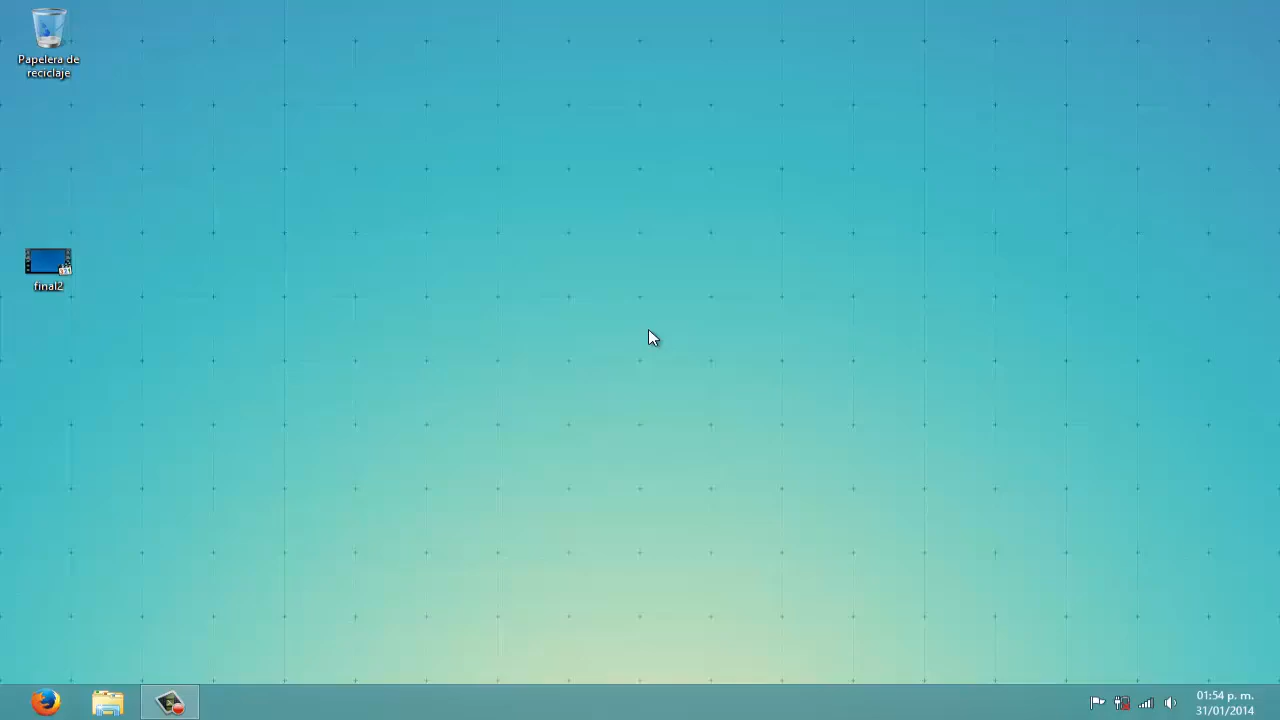 Papelera de
reciclaje
final2
01:54 p. m.
31/01/2014